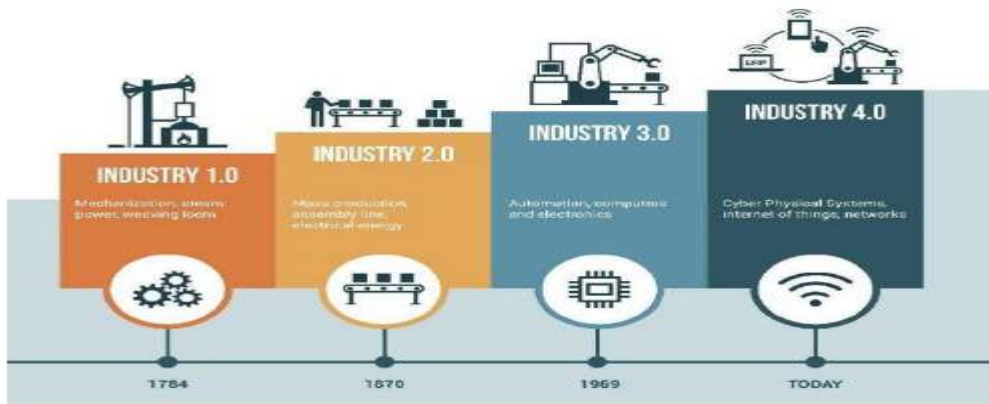 ERP
INDUSTRY 1.0
Mechanization, steam
power, weaving loom
INDUSTRY 2.0
Mass production,
assembly line,
electrical energy
INDUSTRY 3.0
Automation, computers
and electronics
INDUSTRY 4.0
Cyber Physical Systems,
internet of things, networks
1784
1870
1969
TODAY